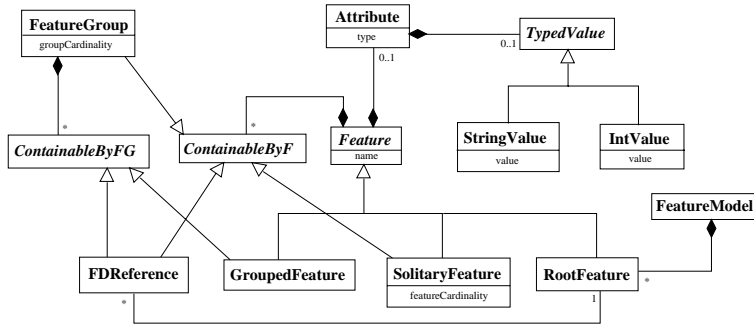 FeatureGroup
groupCardinality
Attribute
type
TypedValue
0..1
0..1
*
*
ContainableByFG
ContainableByF
Feature
name
StringValue
value
IntValue
value
FeatureModel
FDReference
GroupedFeature
SolitaryFeature
featureCardinality
RootFeature
*
*
1